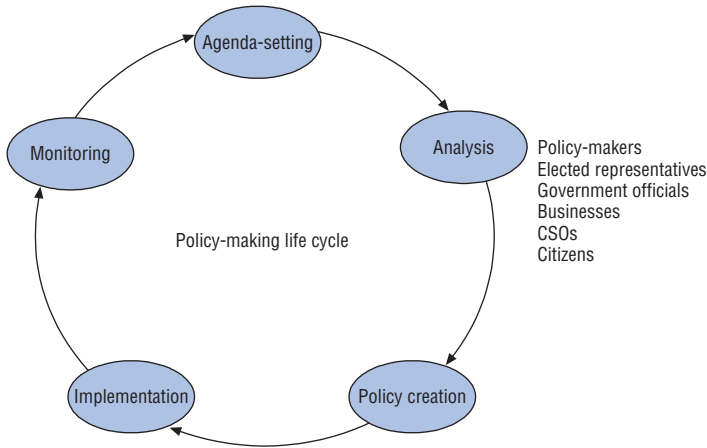 Agenda-setting
Monitoring
Analysis
Policy-makers
Elected representatives
Government officials
Businesses
CSOs
Citizens
Policy-making life cycle
Implementation
Policy creation